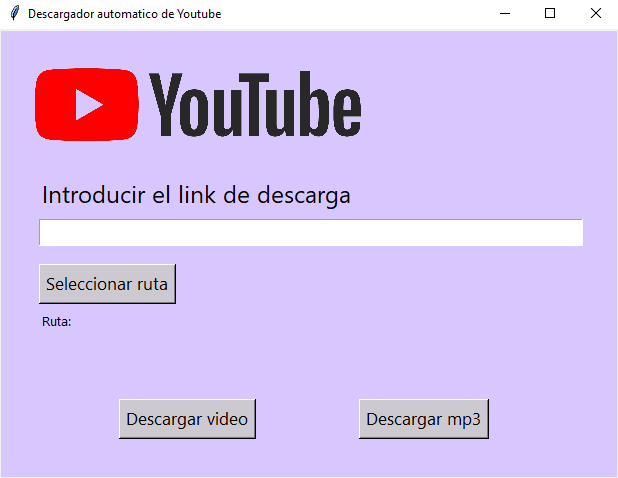 Descargador automatico de Youtube
YouTube
Introducir el link de descarga
Seleccionar ruta
Ruta:
Descargar video
Descargar mp3